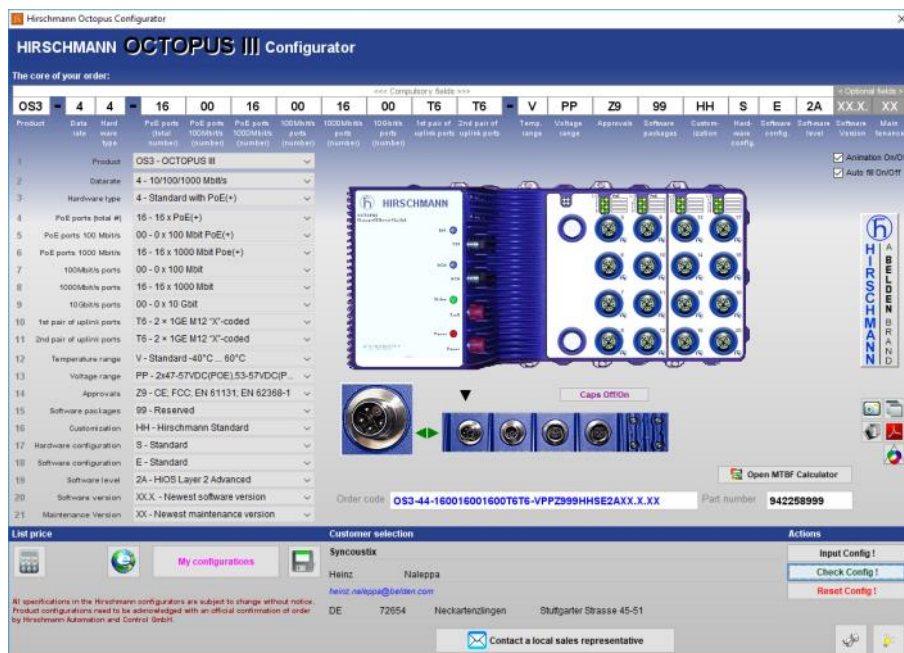 Hirschmann Octopus Configurator
HIRSCHMANN OCTOPUS III Configurator
The core of your order:
<<< Compulsory fields >>>
< Optional fields >
OS3 - 4 4 - 16 00 16 00 16 00 T6 T6 - V PP Z9 99 HH S E 2A XX.X. XX
Product Data rate Hard ware type PoE ports (total number) PoE ports 100Mbit/s (number) PoE ports 1000Mbit/s (number) 100Mbit/s ports (number) 1000Mbit/s ports (number) 10Gbit/s ports (number) 1st pair of uplink ports 2nd pair of uplink ports Temp. range Voltage range Approvals Software packages Custom- ization Hard- ware config. Software config. Software level Software Version Main tenance
1 Product OS3 - OCTOPUS III
2 Datarate 4 - 10/100/1000 Mbit/s
3 Hardware type 4 - Standard with PoE(+)
4 PoE ports (total #) 16 - 16 x PoE(+)
5 PoE ports 100 Mbit/s 00 - 0 x 100 Mbit PoE(+)
6 PoE ports 1000 Mbit/s 16 - 16 x 1000 Mbit Poe(+)
7 100Mbit/s ports 00 - 0 x 100 Mbit
8 1000Mbit/s ports 16 - 16 x 1000 Mbit
9 10Gbit/s ports 00 - 0 x 10 Gbit
10 1st pair of uplink ports T6 - 2 × 1GE M12 "X"-coded
11 2nd pair of uplink ports T6 - 2 × 1GE M12 "X"-coded
12 Temperature range V - Standard -40°C ... 60°C
13 Voltage range PP - 2x47-57VDC(POE),53-57VDC(P...
14 Approvals Z9 - CE; FCC; EN 61131; EN 62368-1
15 Software packages 99 - Reserved
16 Customization HH - Hirschmann Standard
17 Hardware configuration S - Standard
18 Software configuration E - Standard
19 Software level 2A - HiOS Layer 2 Advanced
20 Software version XX.X. - Newest software version
21 Maintenance Version XX - Newest maintenance version
Animation On/Off
Auto fill On/Off
HIRSCHMANN
HIRSCHMANN
A BELDEN BRAND
Caps Off/On
Open MTBF Calculator
Order code OS3-44-160016001600T6T6-VPPZ999HHSE2AXX.X.XX Part number 942258999
List price
My configurations
All specifications in the Hirschmann configurators are subject to change without notice.
Product configurations need to be acknowledged with an official confirmation of order
by Hirschmann Automation and Control GmbH.
Customer selection
Syncoustix
Heinz Naleppa
heinz.naleppa@belden.com
DE 72654 Neckartenzlingen Stuttgarter Strasse 45-51
Contact a local sales representative
Actions
Input Config !
Check Config !
Reset Config !